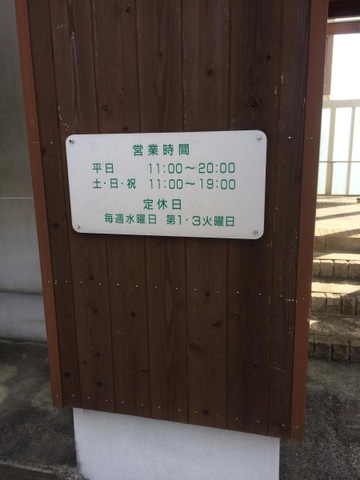 営業時間
平日 11:00〜20:00
土・日・祝 11:00〜19:00
定休日
毎週水曜日 第1・3火曜日